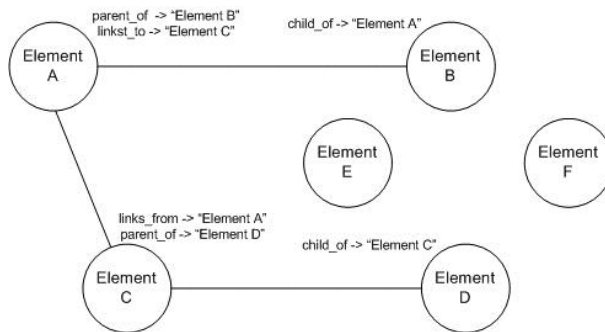 parent_of -> “Element B”
linkst_to -> “Element C”
child_of -> “Element A”
Element
A
Element
B
Element
E
Element
F
links_from -> “Element A”
parent_of -> “Element D”
child_of -> “Element C”
Element
C
Element
D